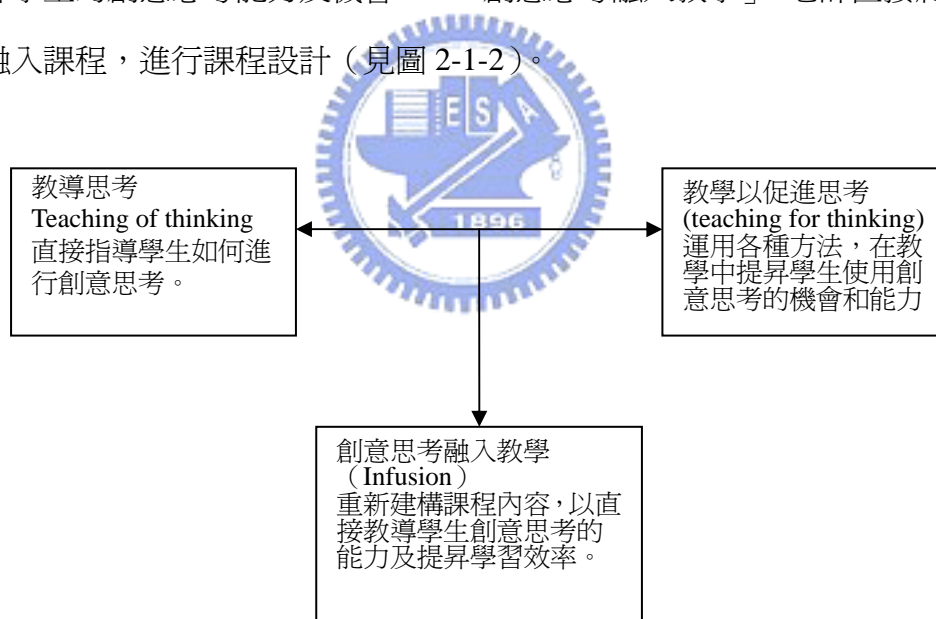 融入課程，進行課程設計（見圖 2-1-2）。
ESA
1896
教導思考
Teaching of thinking
直接指導學生如何進
行創意思考。
教學以促進思考
(teaching for thinking)
運用各種方法，在教
學中提昇學生使用創
意思考的機會和能力
創意思考融入教學
（Infusion）
重新建構課程內容，以直
接教導學生創意思考的
能力及提昇學習效率。